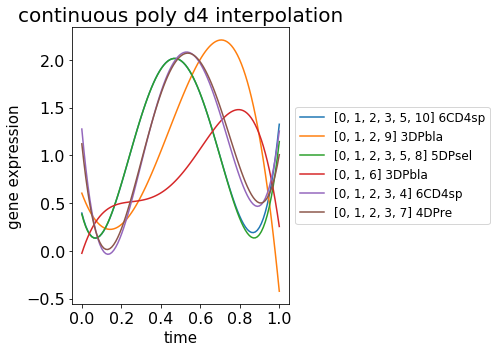 continuous poly d4 interpolation
gene expression
2.0
1.5
1.0
0.5
0.0
−0.5
0.0 0.2 0.4 0.6 0.8 1.0
time
[0, 1, 2, 3, 5, 10] 6CD4sp
[0, 1, 2, 9] 3DPbla
[0, 1, 2, 3, 5, 8] 5DPsel
[0, 1, 6] 3DPbla
[0, 1, 2, 3, 4] 6CD4sp
[0, 1, 2, 3, 7] 4DPre